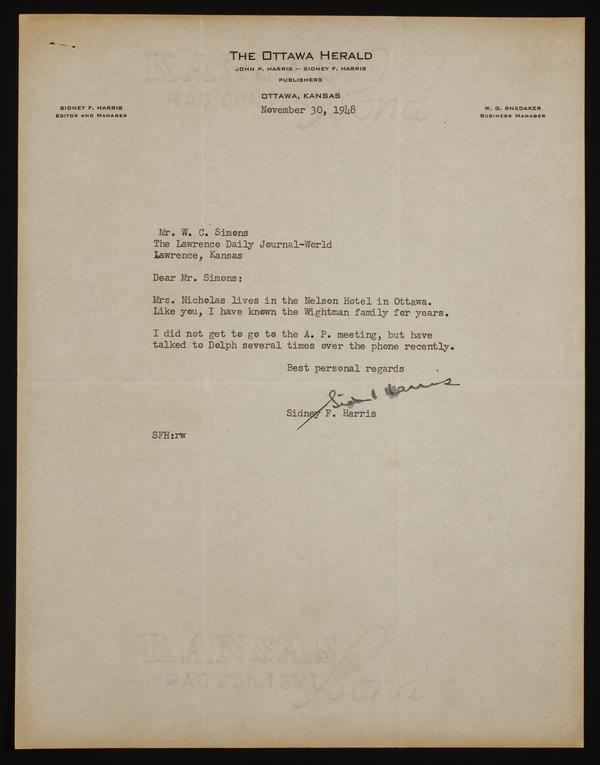 THE OTTAWA HERALD
JOHN P. HARRIS -- SIDNEY F. HARRIS
PUBLISHERS
OTTAWA, KANSAS
SIDNEY F. HARRIS
EDITOR AND MANAGER
W. G. SNEDAKER
BUSINESS MANAGER
November 30, 1948
Mr. W. C. Simons
The Lawrence Daily Journal-World
Lawrence, Kansas
Dear Mr. Simons:
Mrs. Nicholas lives in the Nelson Hotel in Ottawa.
Like you, I have known the Wightman family for years.
I did not get to go to the A. P. meeting, but have
talked to Dolph several times over the phone recently.
Best personal regards
Sid Harris
Sidney F. Harris
SFH:rw